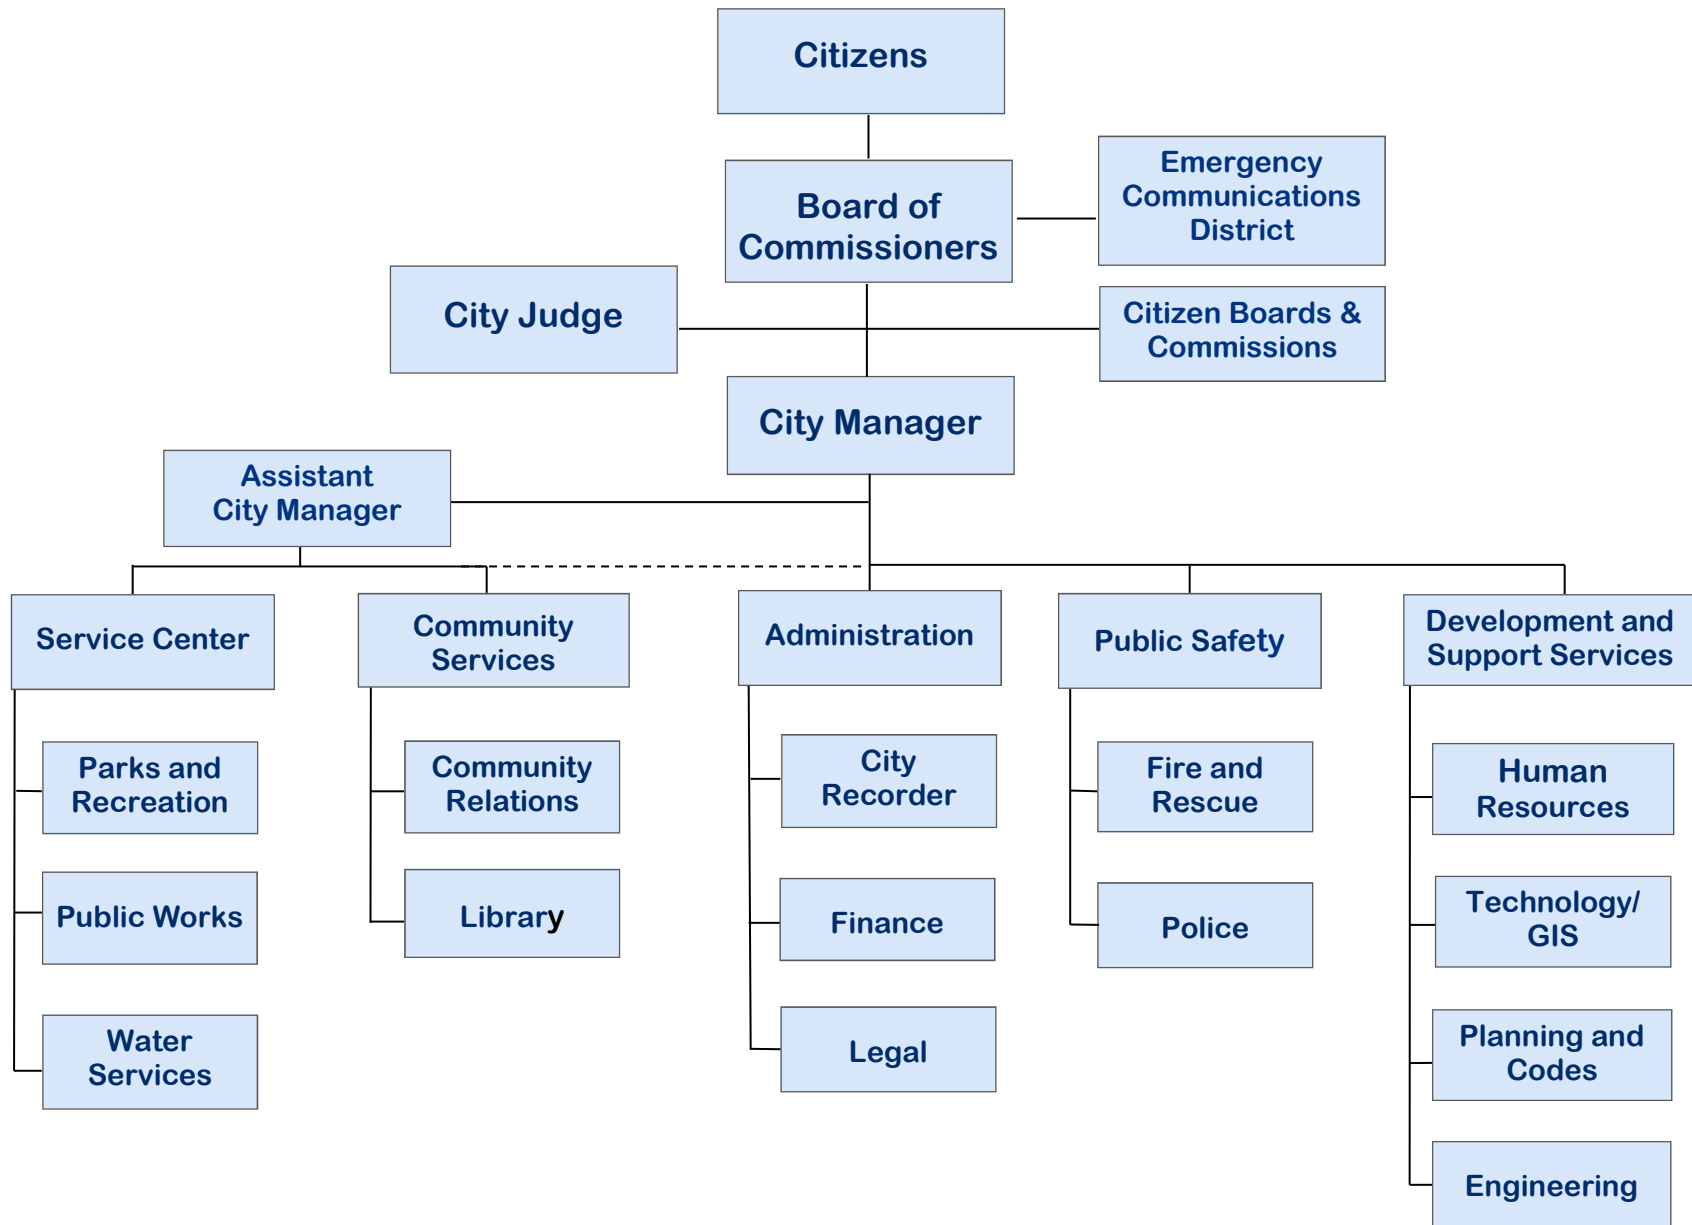 Citizens
Board of
Commissioners
Emergency
Communications
District
City Judge
Citizen Boards &
Commissions
City Manager
Assistant
City Manager
Service Center
Community
Services
Administration
Public Safety
Development and
Support Services
Parks and
Recreation
Public Works
Water
Services
Community
Relations
Library
City
Recorder
Finance
Legal
Fire and
Rescue
Police
Human
Resources
Technology/
GIS
Planning and
Codes
Engineering